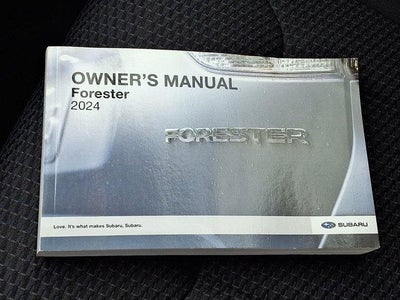 OWNER'S MANUAL
Forester
2024
FORESTER
Love. It's what makes Subaru, Subaru.
SUBARU